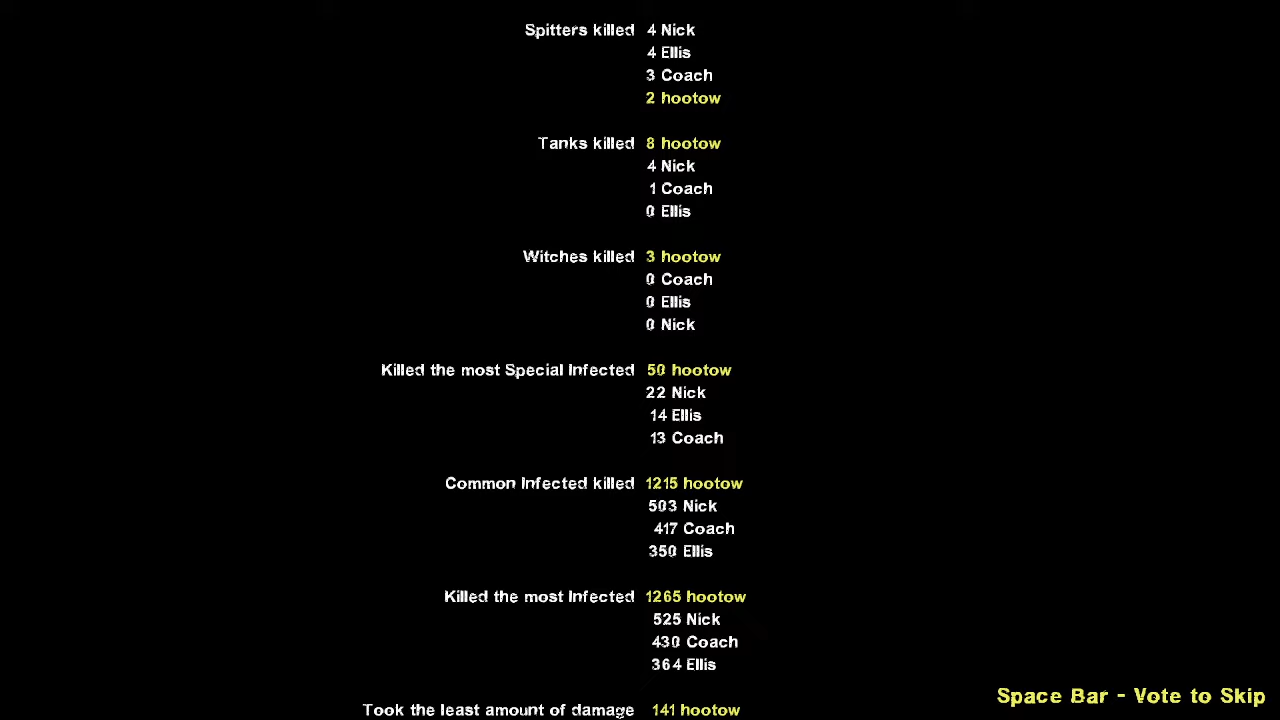 Spitters killed 4 Nick
4 Ellis
3 Coach
2 hootow
Tanks killed 8 hootow
4 Nick
1 Coach
0 Ellis
Witches killed 3 hootow
0 Coach
0 Ellis
0 Nick
Killed the most Special Infected 50 hootow
22 Nick
14 Ellis
13 Coach
Common Infected killed 1215 hootow
503 Nick
417 Coach
350 Ellis
Killed the most Infected 1265 hootow
525 Nick
430 Coach
364 Ellis
Space Bar - Vote to Skip
Took the least amount of damage 141 hootow